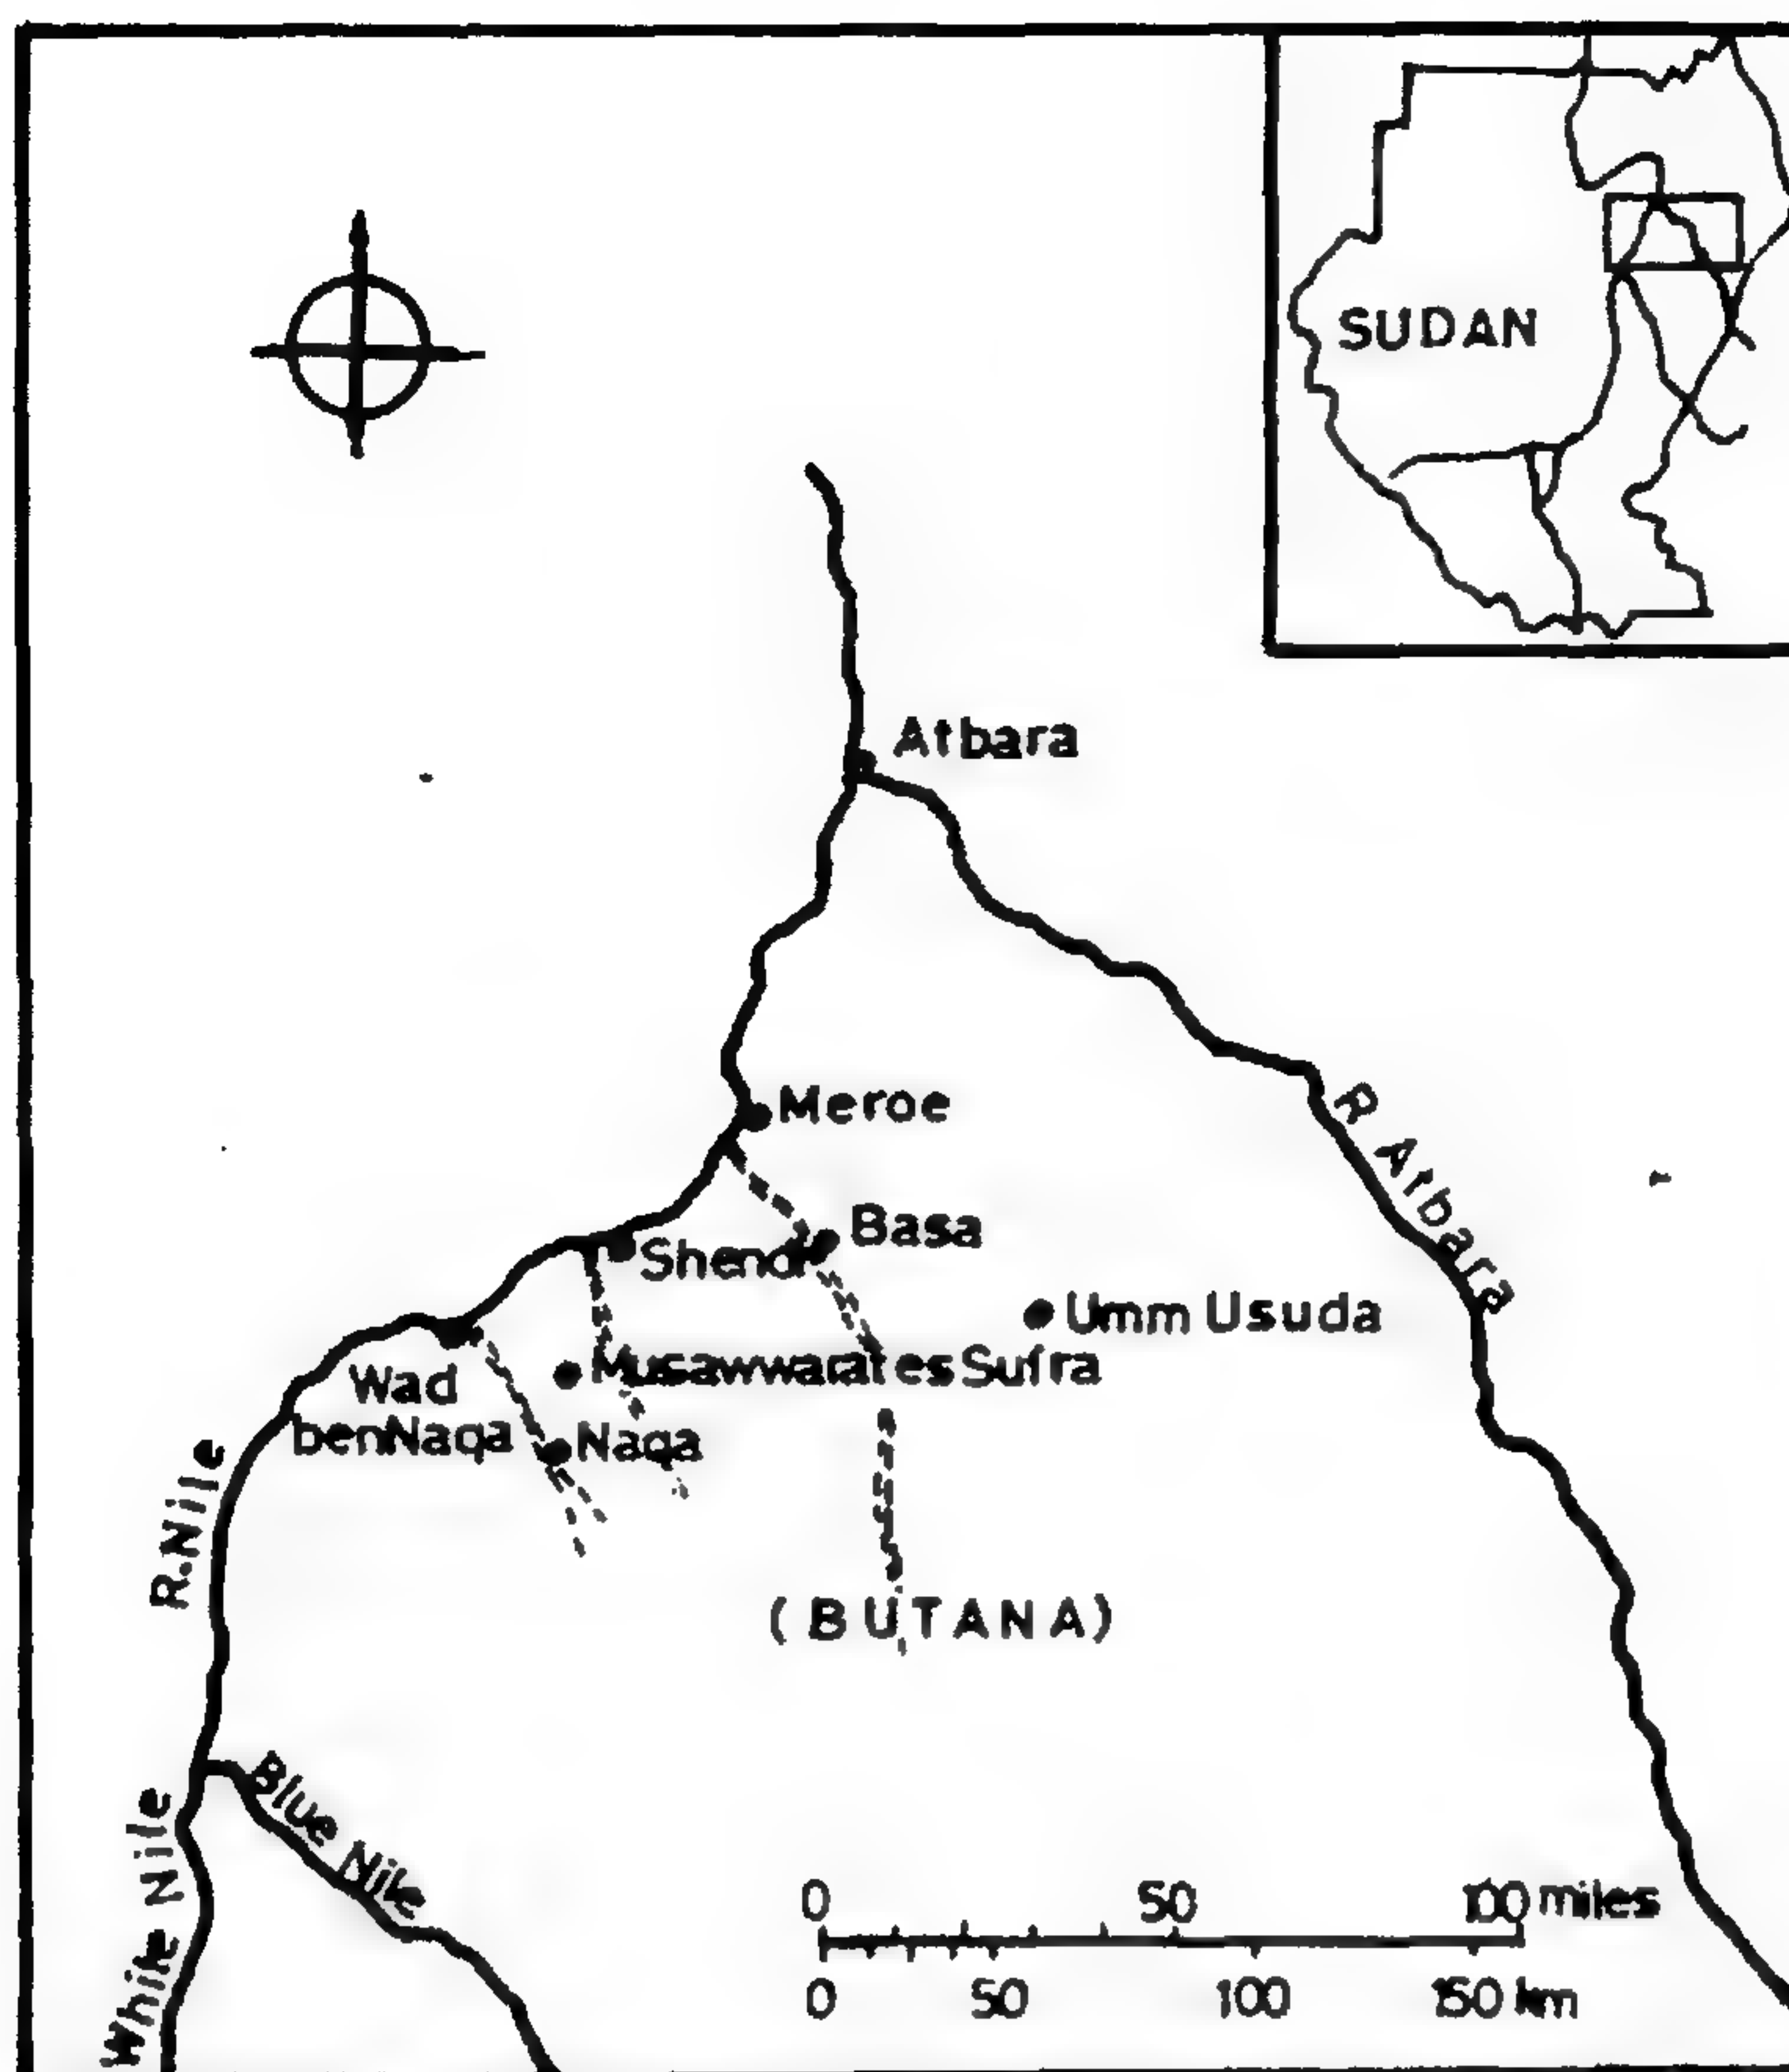 SUDAN
Atbara
Meroe
R. Atbara
Basa
Shendi
Umm Usuda
Musawwarat es Sufra
Wad
ben Naqa
Naqa
R. Nile
(BUTANA)
Blue Nile
White Nile
0 50 100 miles
0 50 100 150 km